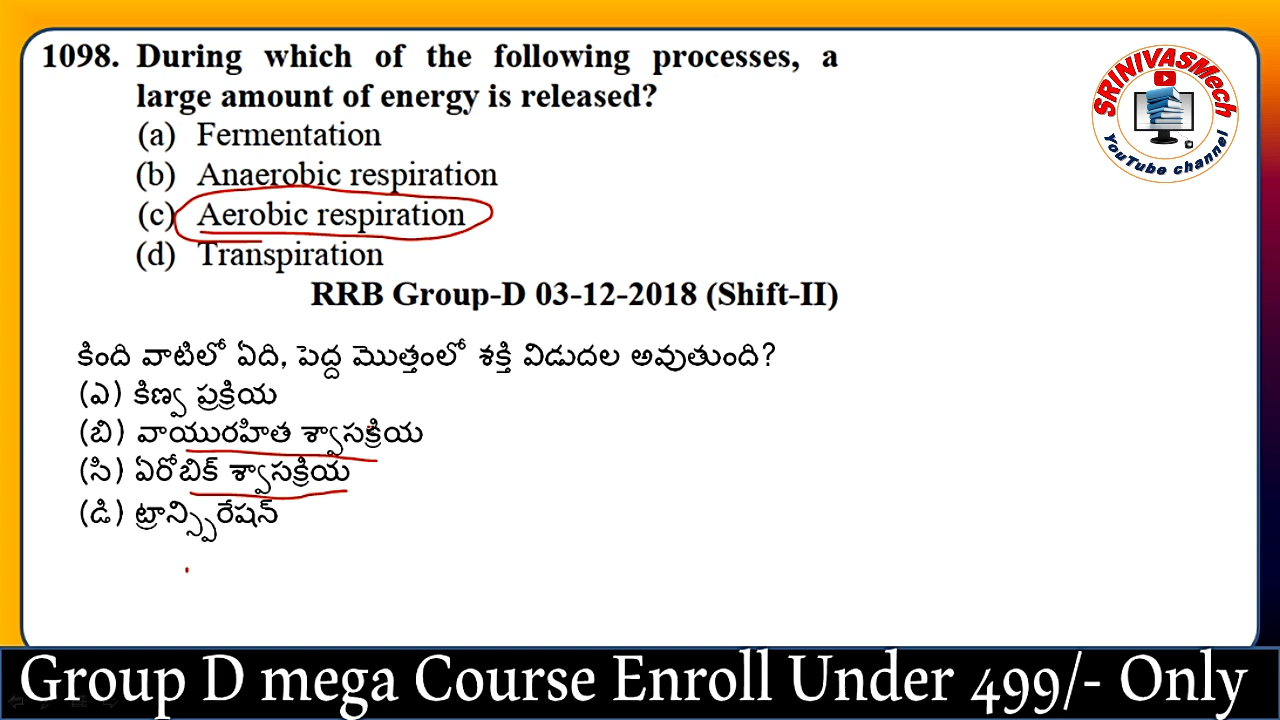 1098. During which of the following processes, a
large amount of energy is released?
(a) Fermentation
(b) Anaerobic respiration
(c) Aerobic respiration
(d) Transpiration
RRB Group-D 03-12-2018 (Shift-II)
కింది వాటిలో ఏది, పెద్ద మొత్తంలో శక్తి విడుదల అవుతుంది?
(ఎ) కిణ్వ ప్రక్రియ
(బి) వాయురహిత శ్వాసక్రియ
(సి) ఏరోబిక్ శ్వాసక్రియ
(డి) ట్రాన్స్పిరేషన్
SRINIVASMech
YouTube channel
Group D mega Course Enroll Under 499/- Only